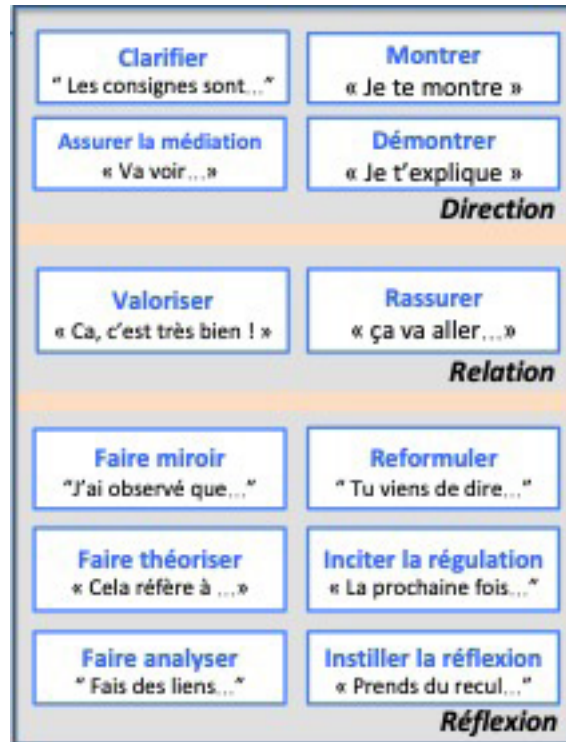 Clarifier
“ Les consignes sont...”
Montrer
« Je te montre »
Assurer la médiation
« Va voir...»
Démontrer
« Je t’explique »
Direction
Valoriser
« Ca, c’est très bien ! »
Rassurer
« ça va aller...»
Relation
Faire miroir
“J’ai observé que...”
Reformuler
“ Tu viens de dire...”
Faire théoriser
« Cela réfère à ...»
Inciter la régulation
« La prochaine fois...”
Faire analyser
“ Fais des liens...”
Instiller la réflexion
« Prends du recul...”
Réflexion